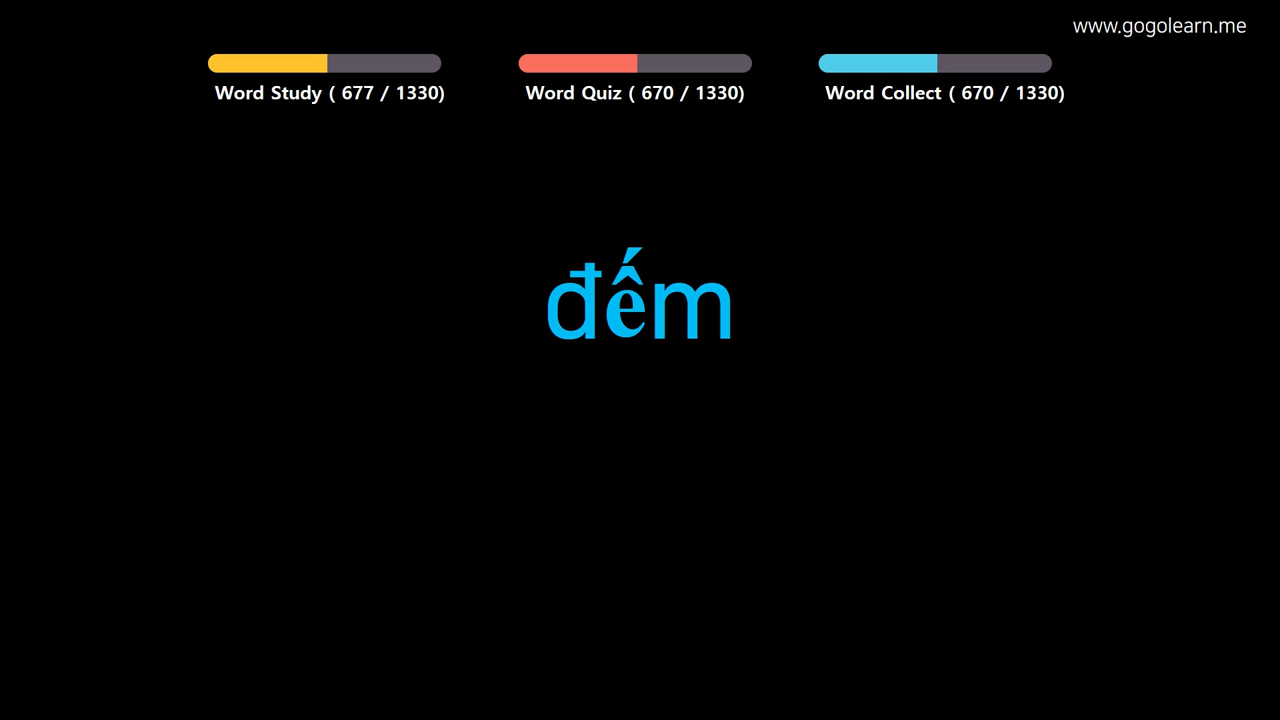 www.gogolearn.me
Word Study ( 677 / 1330)
Word Quiz ( 670 / 1330)
Word Collect ( 670 / 1330)
đếm